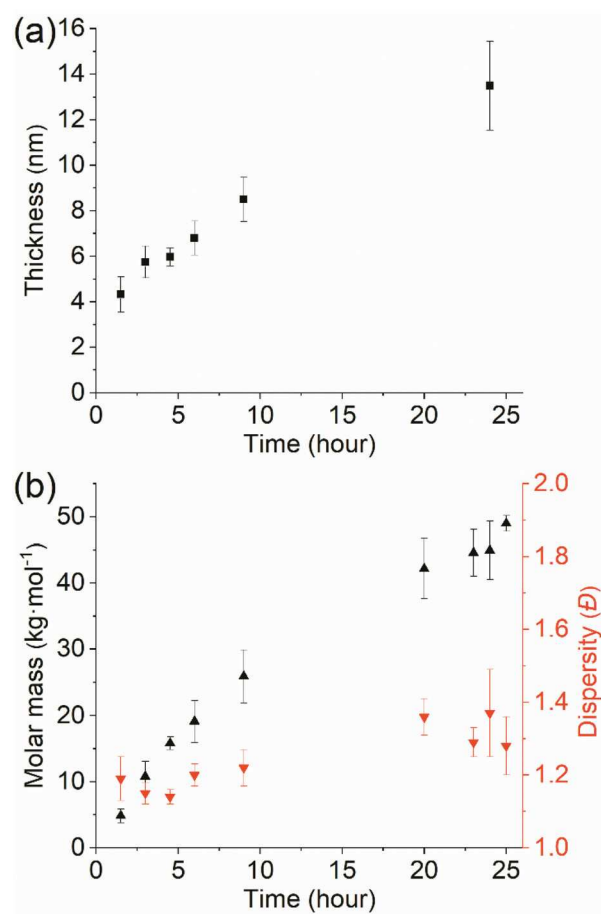 (a)
16
14
12
10
8
6
4
2
0
Thickness (nm)
0 5 10 15 20 25
Time (hour)
(b)
50
40
30
20
10
0
Molar mass (kg·mol⁻¹)
2.0
1.8
1.6
1.4
1.2
1.0
Dispersity (Đ)
0 5 10 15 20 25
Time (hour)